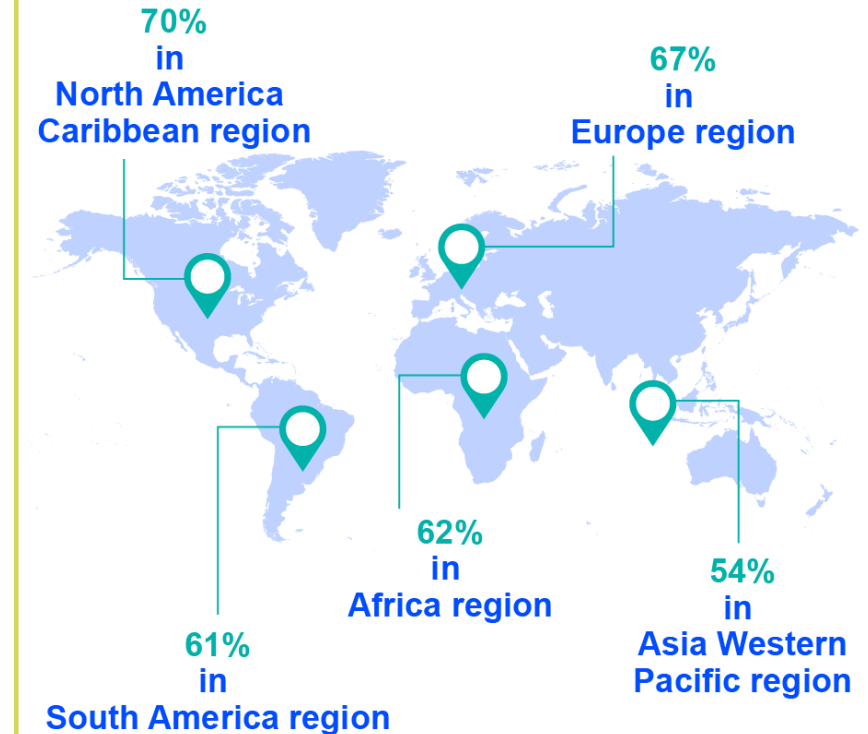 70%
in
North America
Caribbean region
67%
in
Europe region
62%
in
Africa region
54%
in
Asia Western
Pacific region
61%
in
South America region